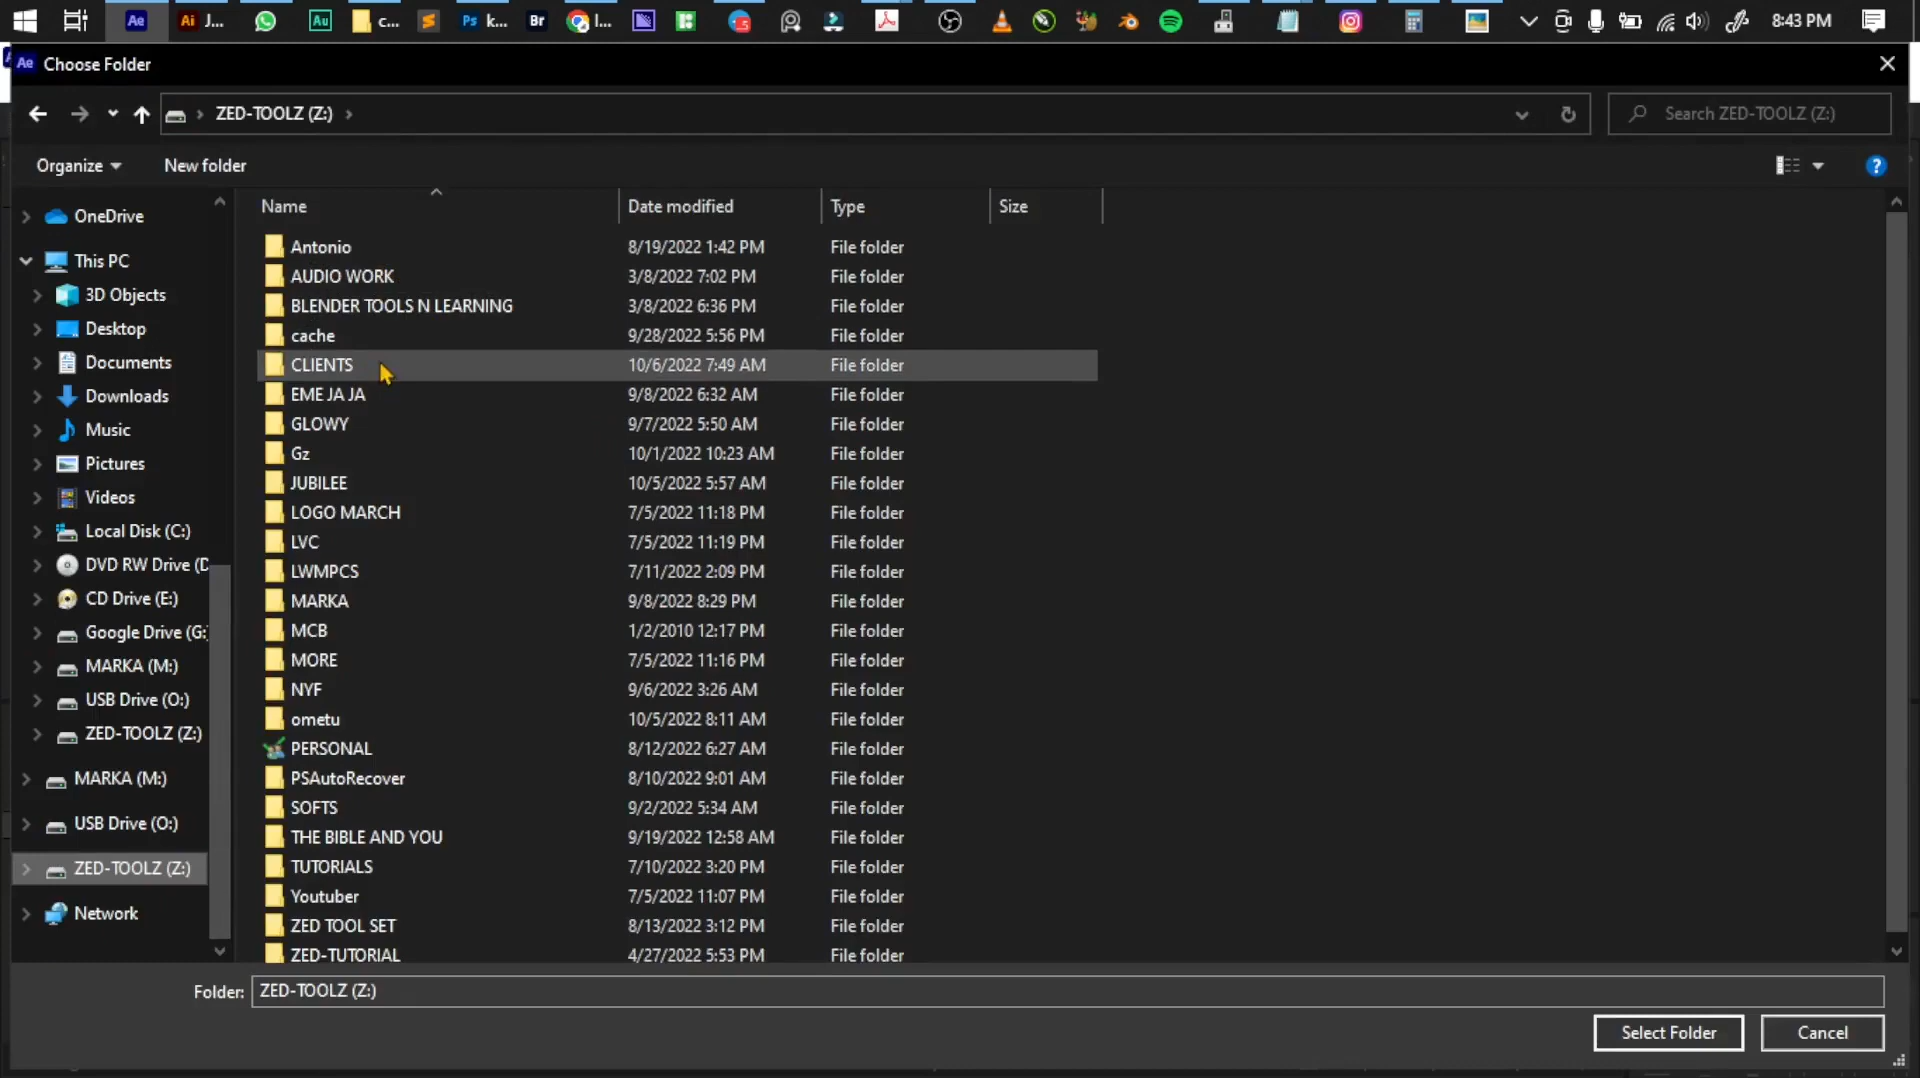 Ae Ai J... Au c... Ps k... Br l... 8:43 PM
Ae Choose Folder
ZED-TOOLZ (Z:) Search ZED-TOOLZ (Z:)
Organize New folder
Name Date modified Type Size
OneDrive
This PC
3D Objects
Desktop
Documents
Downloads
Music
Pictures
Videos
Local Disk (C:)
DVD RW Drive (D
CD Drive (E:)
Google Drive (G:)
MARKA (M:)
USB Drive (O:)
ZED-TOOLZ (Z:)
MARKA (M:)
USB Drive (O:)
ZED-TOOLZ (Z:)
Network
Antonio 8/19/2022 1:42 PM File folder
AUDIO WORK 3/8/2022 7:02 PM File folder
BLENDER TOOLS N LEARNING 3/8/2022 6:36 PM File folder
cache 9/28/2022 5:56 PM File folder
CLIENTS 10/6/2022 7:49 AM File folder
EME JA JA 9/8/2022 6:32 AM File folder
GLOWY 9/7/2022 5:50 AM File folder
Gz 10/1/2022 10:23 AM File folder
JUBILEE 10/5/2022 5:57 AM File folder
LOGO MARCH 7/5/2022 11:18 PM File folder
LVC 7/5/2022 11:19 PM File folder
LWMPCS 7/11/2022 2:09 PM File folder
MARKA 9/8/2022 8:29 PM File folder
MCB 1/2/2010 12:17 PM File folder
MORE 7/5/2022 11:16 PM File folder
NYF 9/6/2022 3:26 AM File folder
ometu 10/5/2022 8:11 AM File folder
PERSONAL 8/12/2022 6:27 AM File folder
PSAutoRecover 8/10/2022 9:01 AM File folder
SOFTS 9/2/2022 5:34 AM File folder
THE BIBLE AND YOU 9/19/2022 12:58 AM File folder
TUTORIALS 7/10/2022 3:20 PM File folder
Youtuber 7/5/2022 11:07 PM File folder
ZED TOOL SET 8/13/2022 3:12 PM File folder
ZED-TUTORIAL 4/27/2022 5:53 PM File folder
Folder: ZED-TOOLZ (Z:)
Select Folder Cancel